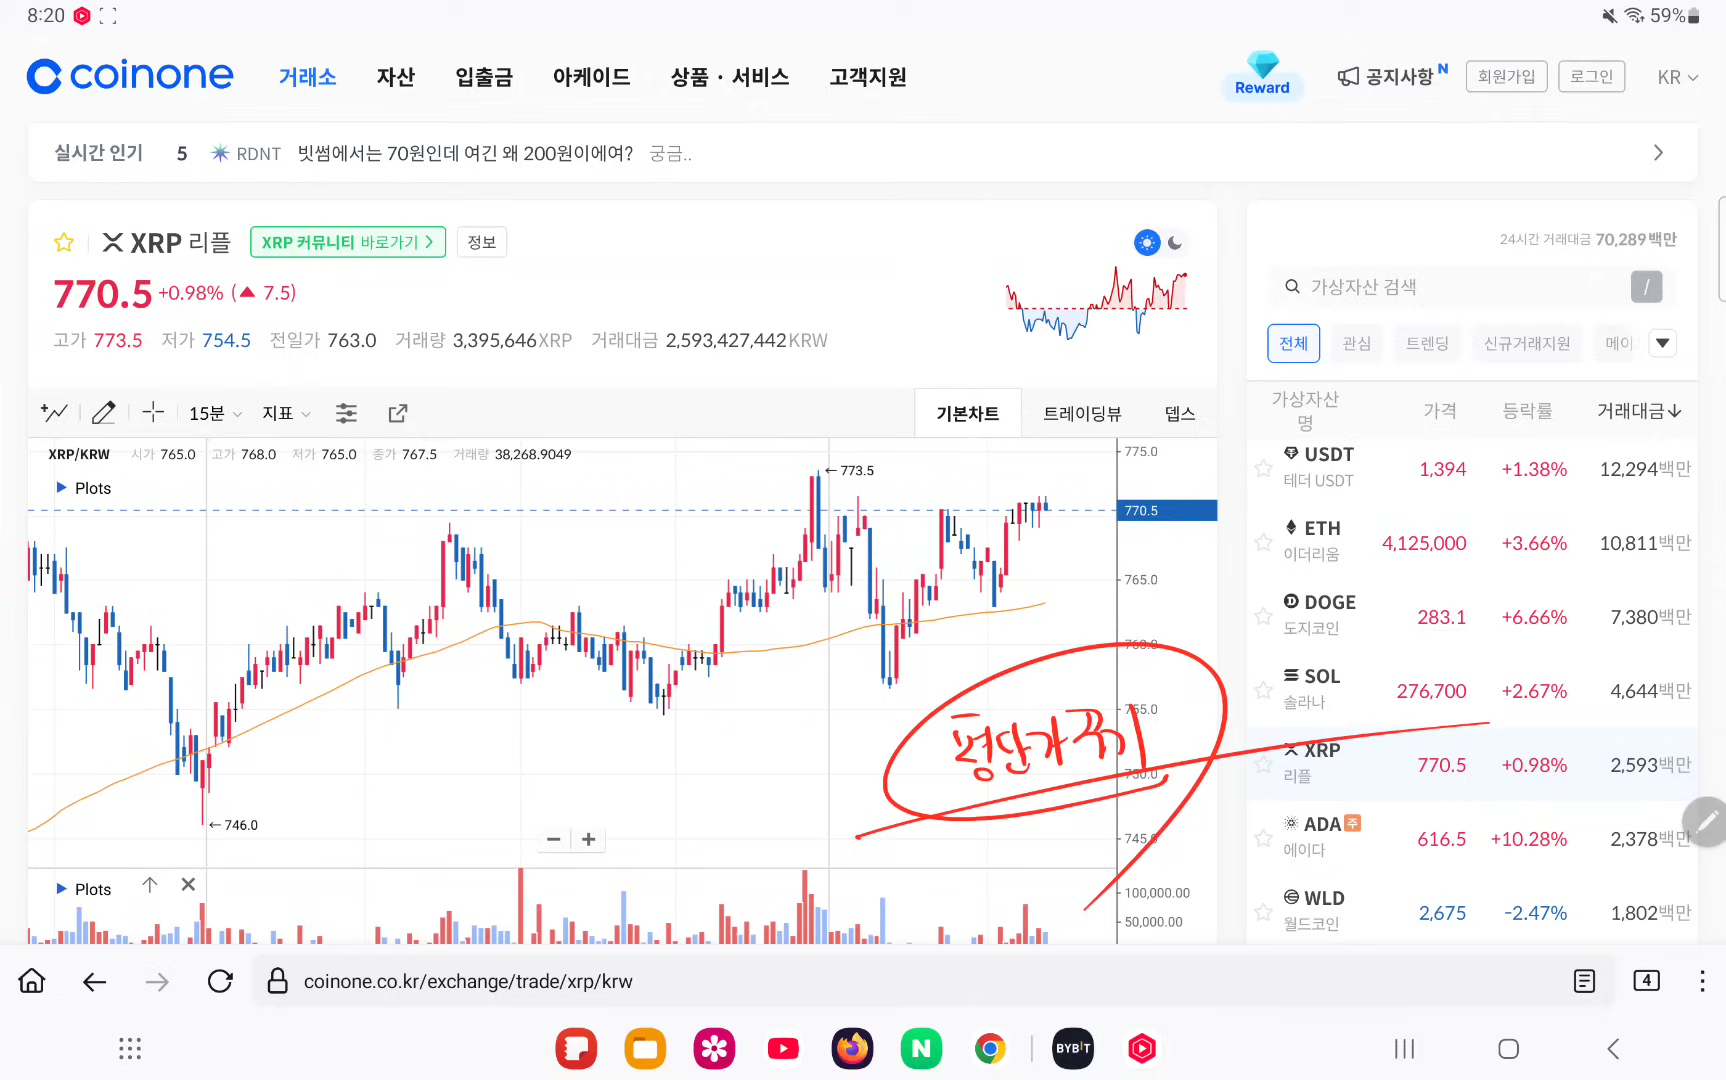 8:20
59%
coinone 거래소 자산 입출금 아케이드 상품 · 서비스 고객지원 Reward 공지사항 N 회원가입 로그인 KR
실시간 인기 5 RDNT 빗썸에서는 70원인데 여긴 왜 200원이에여? 궁금..
XRP 리플 XRP 커뮤니티 바로가기 정보
770.5 +0.98% (▲ 7.5)
고가 773.5 저가 754.5 전일가 763.0 거래량 3,395,646XRP 거래대금 2,593,427,442KRW
15분 지표 기본차트 트레이딩뷰 뎁스
XRP/KRW 시가 765.0 고가 768.0 저가 765.0 종가 767.5 거래량 38,268.9049
Plots
←773.5
←746.0
775.0
770.5
765.0
760.0
755.0
750.0
745.0
평단가
Plots
100,000.00
50,000.00
24시간 거래대금 70,289백만
가상자산 검색 /
전체 관심 트렌딩 신규거래지원 메이
가상자산명 가격 등락률 거래대금↓
USDT 테더 USDT 1,394 +1.38% 12,294백만
ETH 이더리움 4,125,000 +3.66% 10,811백만
DOGE 도지코인 283.1 +6.66% 7,380백만
SOL 솔라나 276,700 +2.67% 4,644백만
XRP 리플 770.5 +0.98% 2,593백만
ADA 주 에이다 616.5 +10.28% 2,378백만
WLD 월드코인 2,675 -2.47% 1,802백만
coinone.co.kr/exchange/trade/xrp/krw 4
N BYBIT